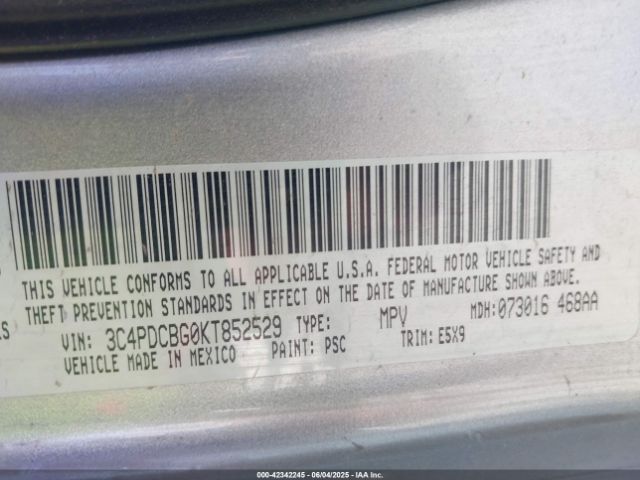 THIS VEHICLE CONFORMS TO ALL APPLICABLE U.S.A. FEDERAL MOTOR VEHICLE SAFETY AND
THEFT PREVENTION STANDARDS IN EFFECT ON THE DATE OF MANUFACTURE SHOWN ABOVE.
VIN: 3C4PDCBG0KT852529 TYPE: MPV MDH:073016 468AA
VEHICLE MADE IN MEXICO PAINT: PSC TRIM: E5X9
000-42342245 - 06/04/2025 - IAA Inc.